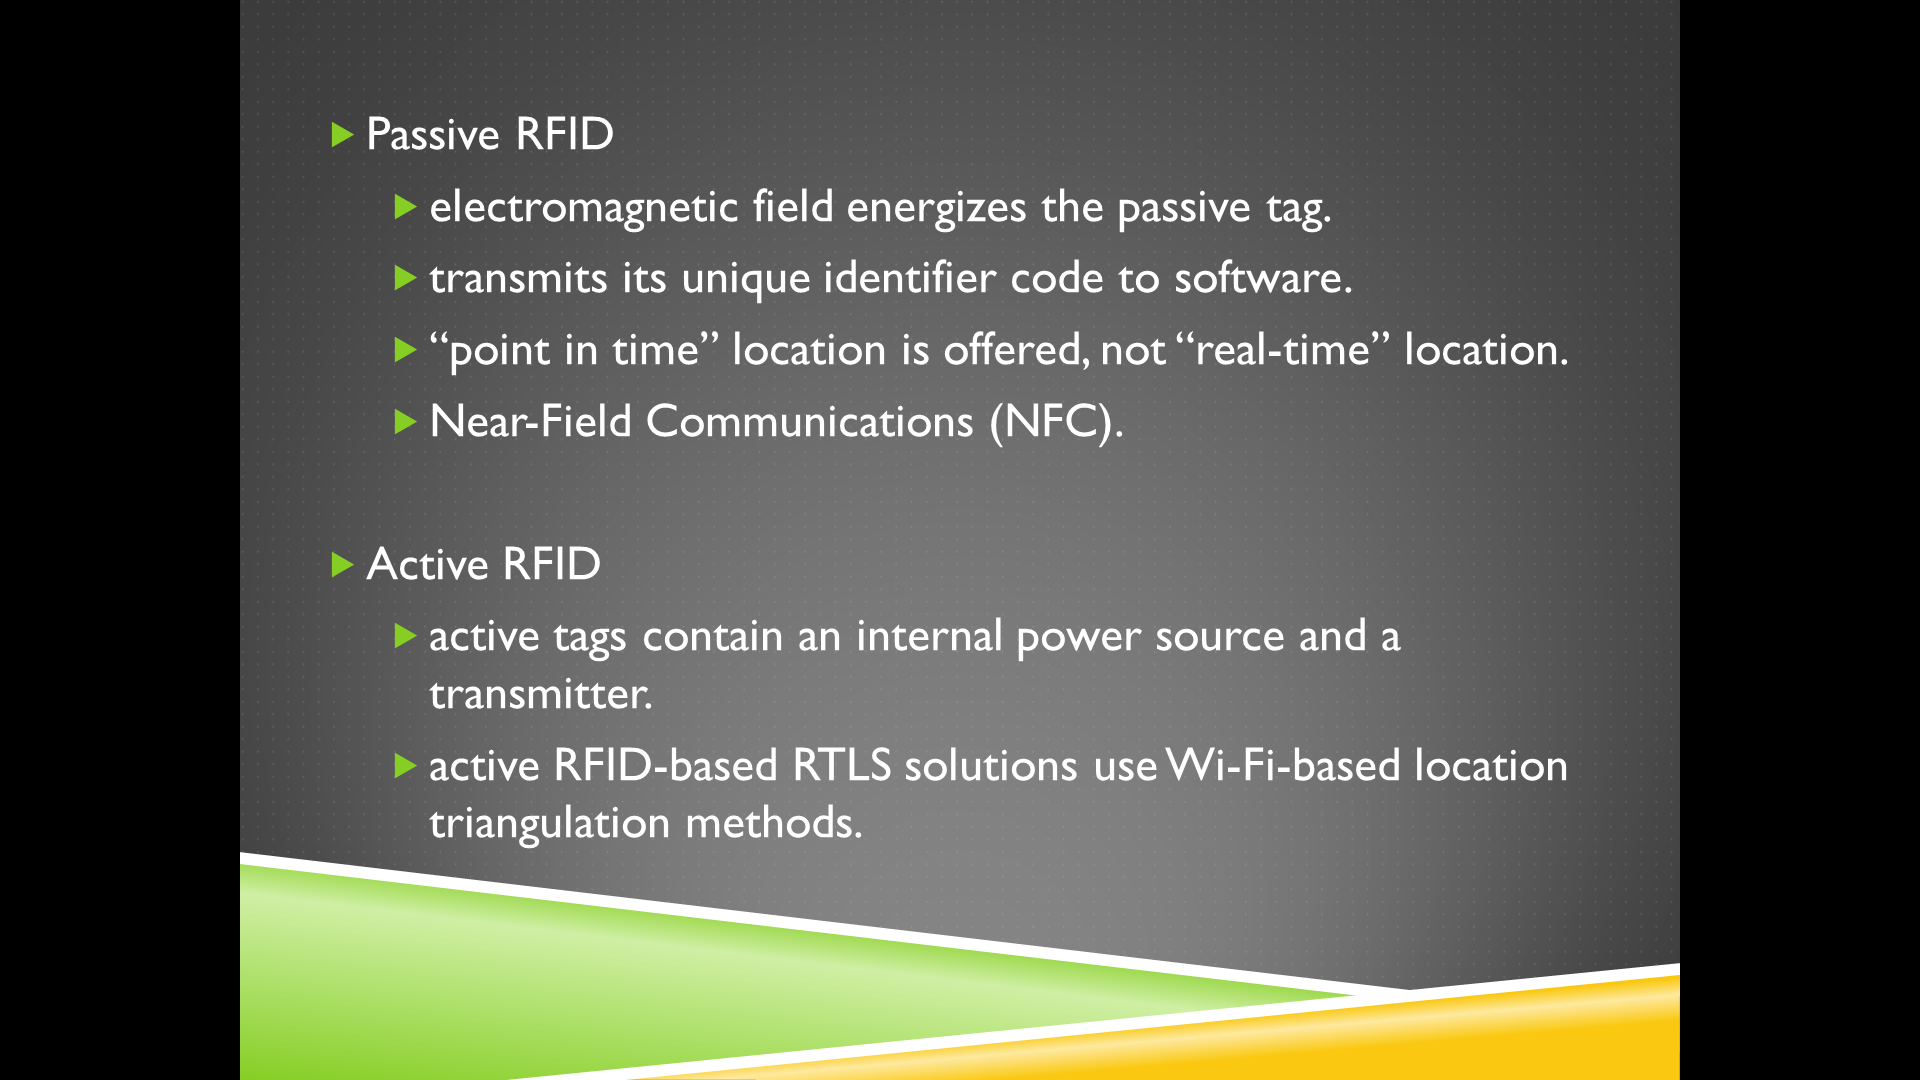 Passive RFID
electromagnetic field energizes the passive tag.
transmits its unique identifier code to software.
“point in time” location is offered, not “real-time” location.
Near-Field Communications (NFC).
Active RFID
active tags contain an internal power source and a
transmitter.
active RFID-based RTLS solutions use Wi-Fi-based location
triangulation methods.